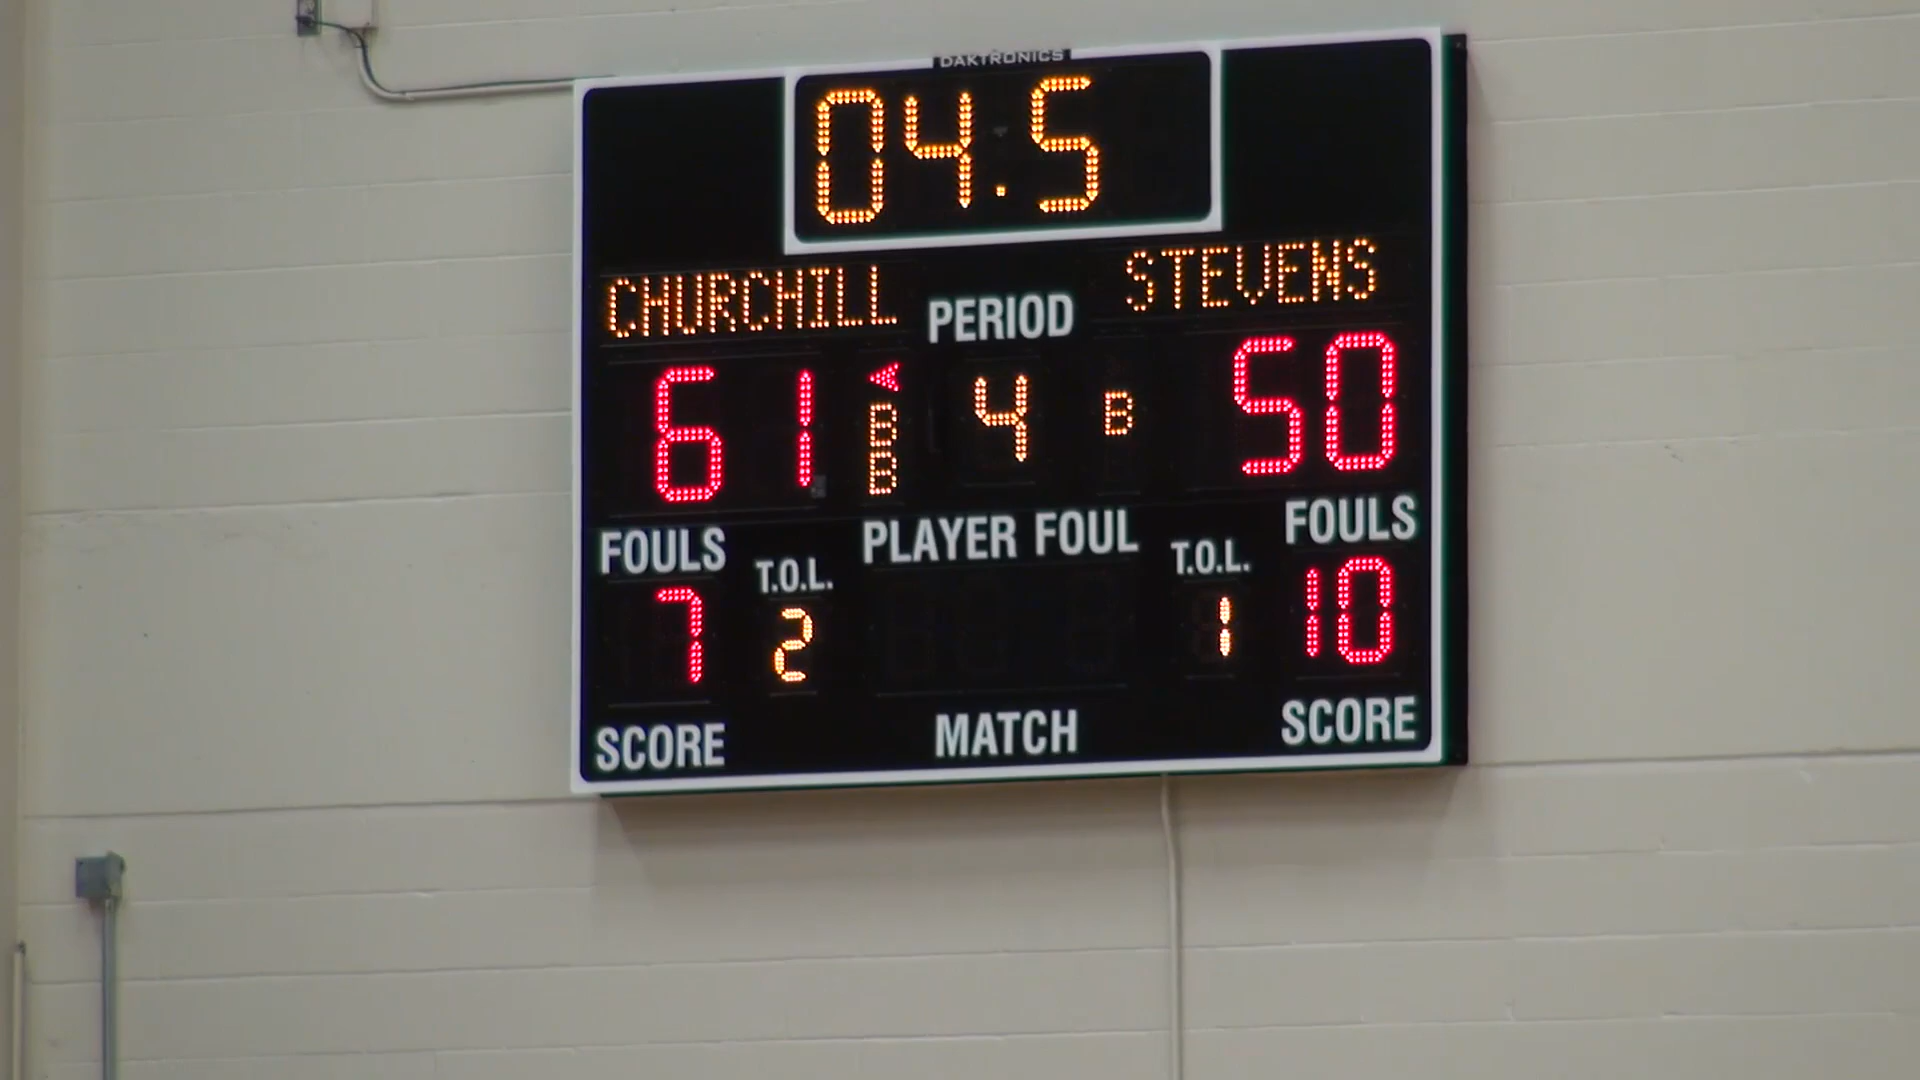 DAKTRONICS
04.5
CHURCHILL PERIOD STEVENS
61 B B 4 B 50
FOULS T.O.L. PLAYER FOUL T.O.L. FOULS
7 2 1 10
SCORE MATCH SCORE